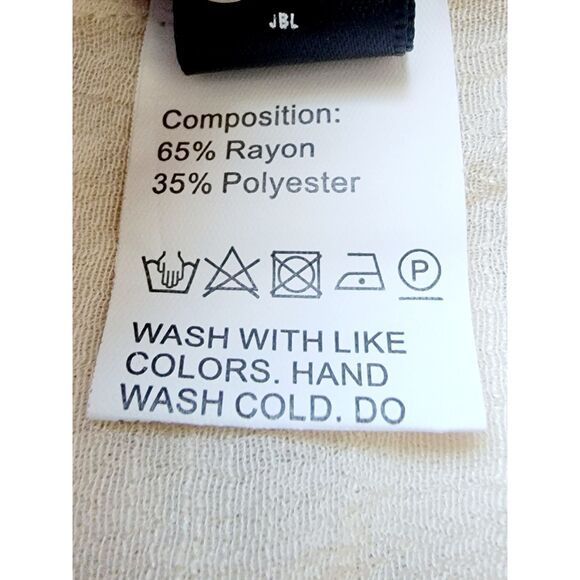 JBL
Composition:
65% Rayon
35% Polyester
P
WASH WITH LIKE
COLORS. HAND
WASH COLD. DO